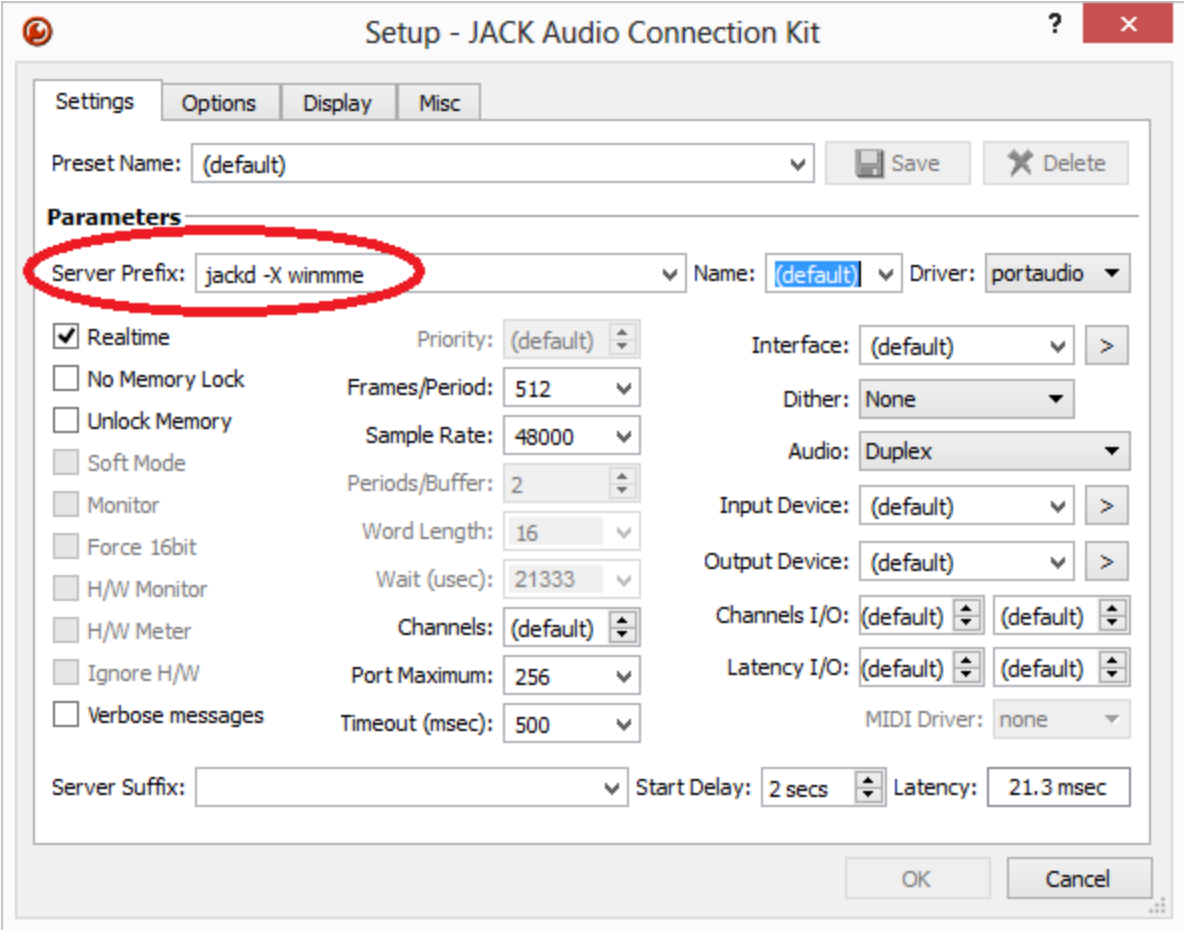 Setup - JACK Audio Connection Kit ?
Settings Options Display Misc
Preset Name: (default) Save Delete
Parameters
Server Prefix: jackd -X winmme Name: (default) Driver: portaudio
Realtime Priority: (default) Interface: (default) >
No Memory Lock Frames/Period: 512 Dither: None
Unlock Memory Sample Rate: 48000 Audio: Duplex
Soft Mode Periods/Buffer: 2 Input Device: (default) >
Monitor Word Length: 16 Output Device: (default) >
Force 16bit Wait (usec): 21333 Channels I/O: (default) (default)
H/W Monitor Channels: (default) Latency I/O: (default) (default)
H/W Meter Port Maximum: 256 MIDI Driver: none
Ignore H/W Timeout (msec): 500
Verbose messages
Server Suffix: Start Delay: 2 secs Latency: 21.3 msec
OK Cancel